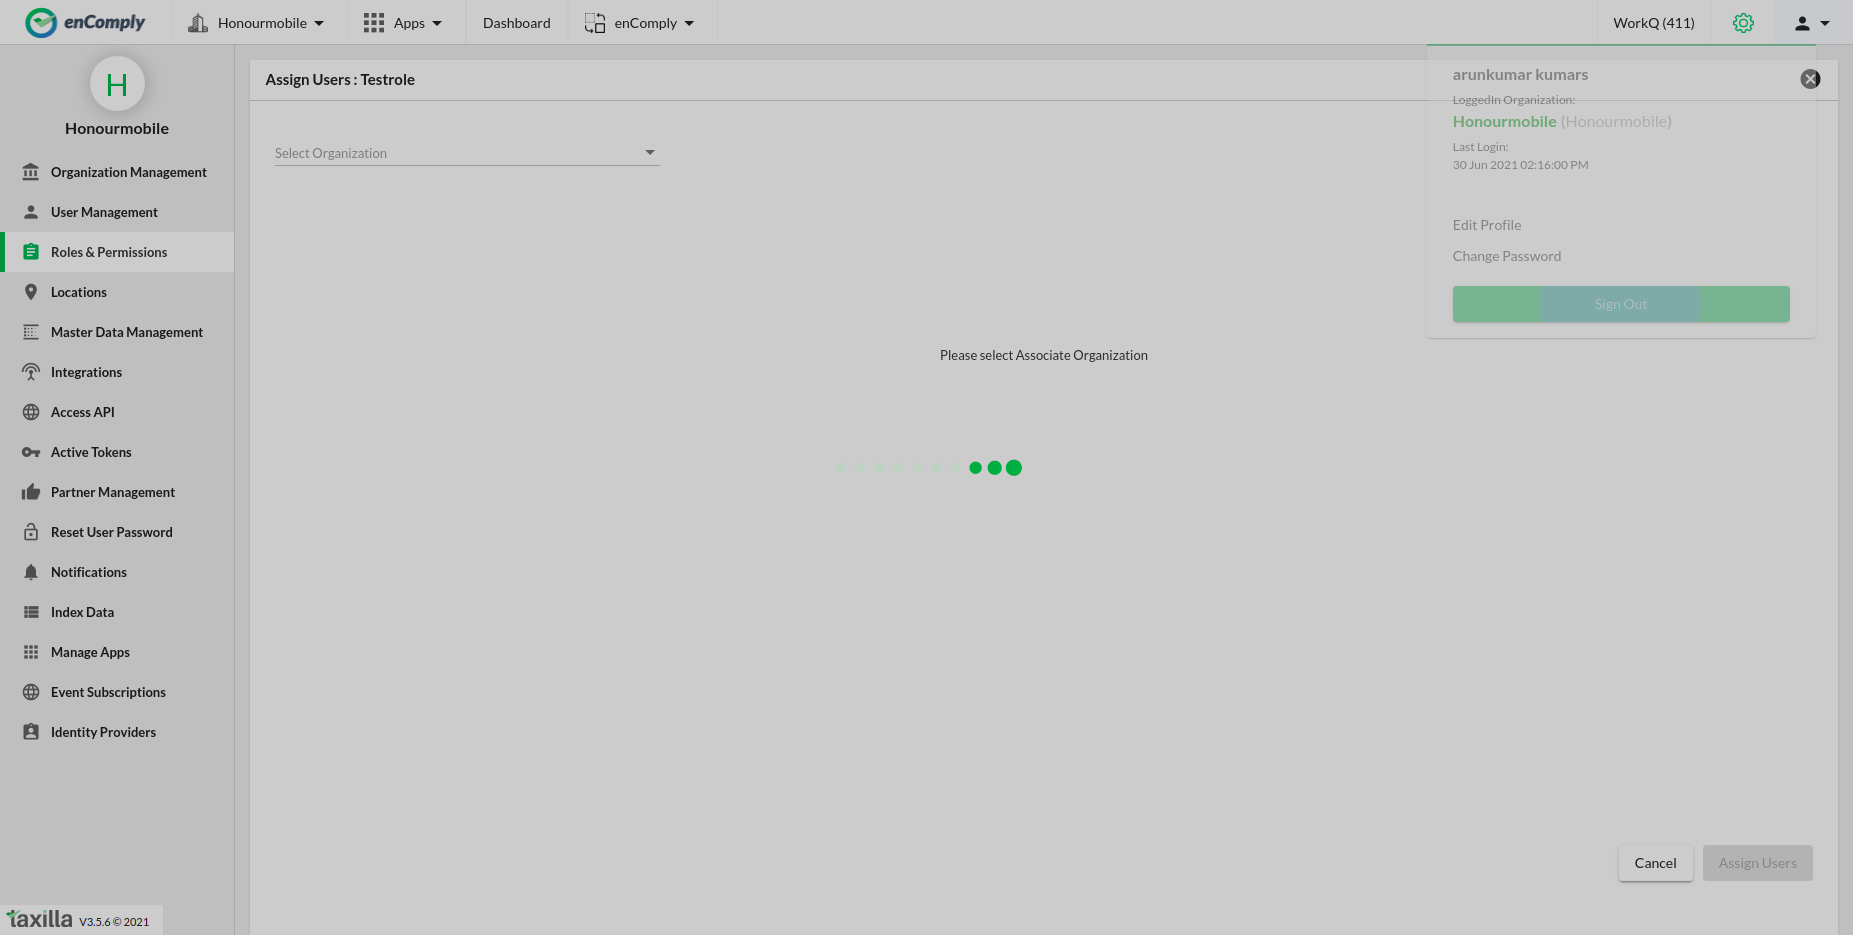 enComply
Honourmobile
Apps
Dashboard
enComply
WorkQ (411)
H
Honourmobile
Organization Management
User Management
Roles & Permissions
Locations
Master Data Management
Integrations
Access API
Active Tokens
Partner Management
Reset User Password
Notifications
Index Data
Manage Apps
Event Subscriptions
Identity Providers
taxilla V3.5.6 © 2021
Assign Users : Testrole
Select Organization
Please select Associate Organization
Cancel
Assign Users
arunkumar kumars
LoggedIn Organization:
Honourmobile (Honourmobile)
Last Login:
30 Jun 2021 02:16:00 PM
Edit Profile
Change Password
Sign Out